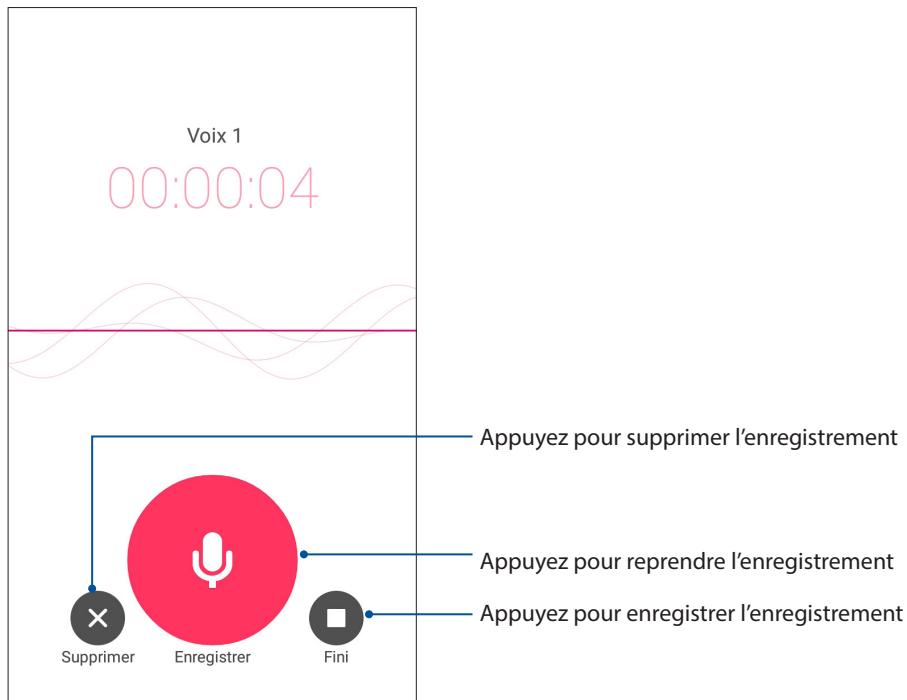 Voix 1
00:00:04
Appuyez pour supprimer l’enregistrement
Appuyez pour reprendre l’enregistrement
Appuyez pour enregistrer l’enregistrement
Supprimer Enregistrer Fini